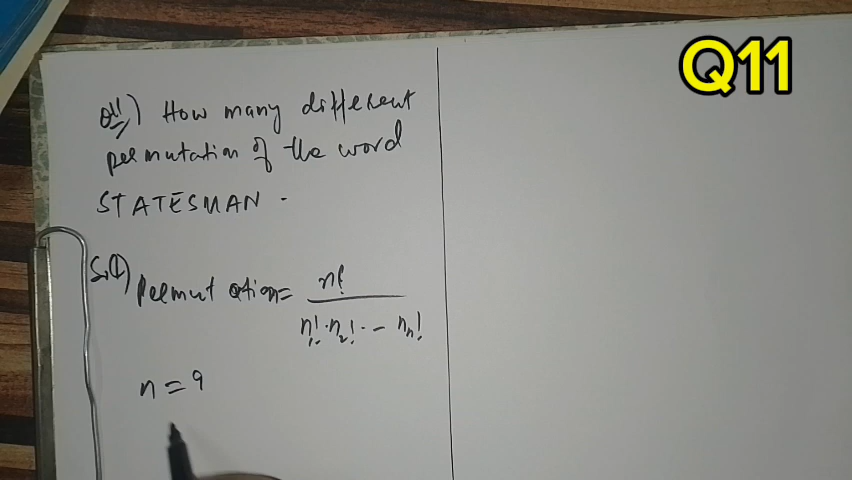 Q11
Q11) How many different
permutation of the word
STATESMAN.
Sol) Permutation = n!
n1!·n2!·- nn!
n = 9